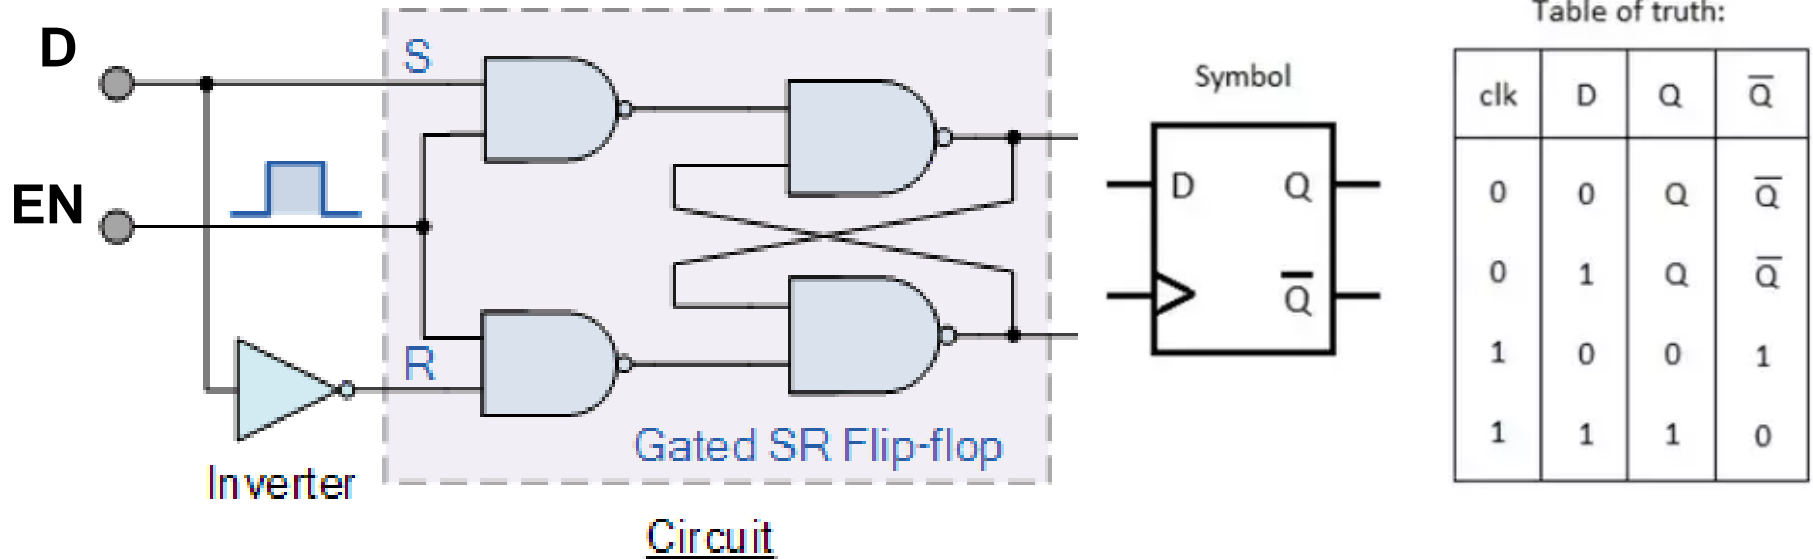 D
EN
S
R
Inverter
Gated SR Flip-flop
Circuit
Symbol
D Q
Q̅
Table of truth:
clk D Q Q̅
0 0 Q Q̅
0 1 Q Q̅
1 0 0 1
1 1 1 0